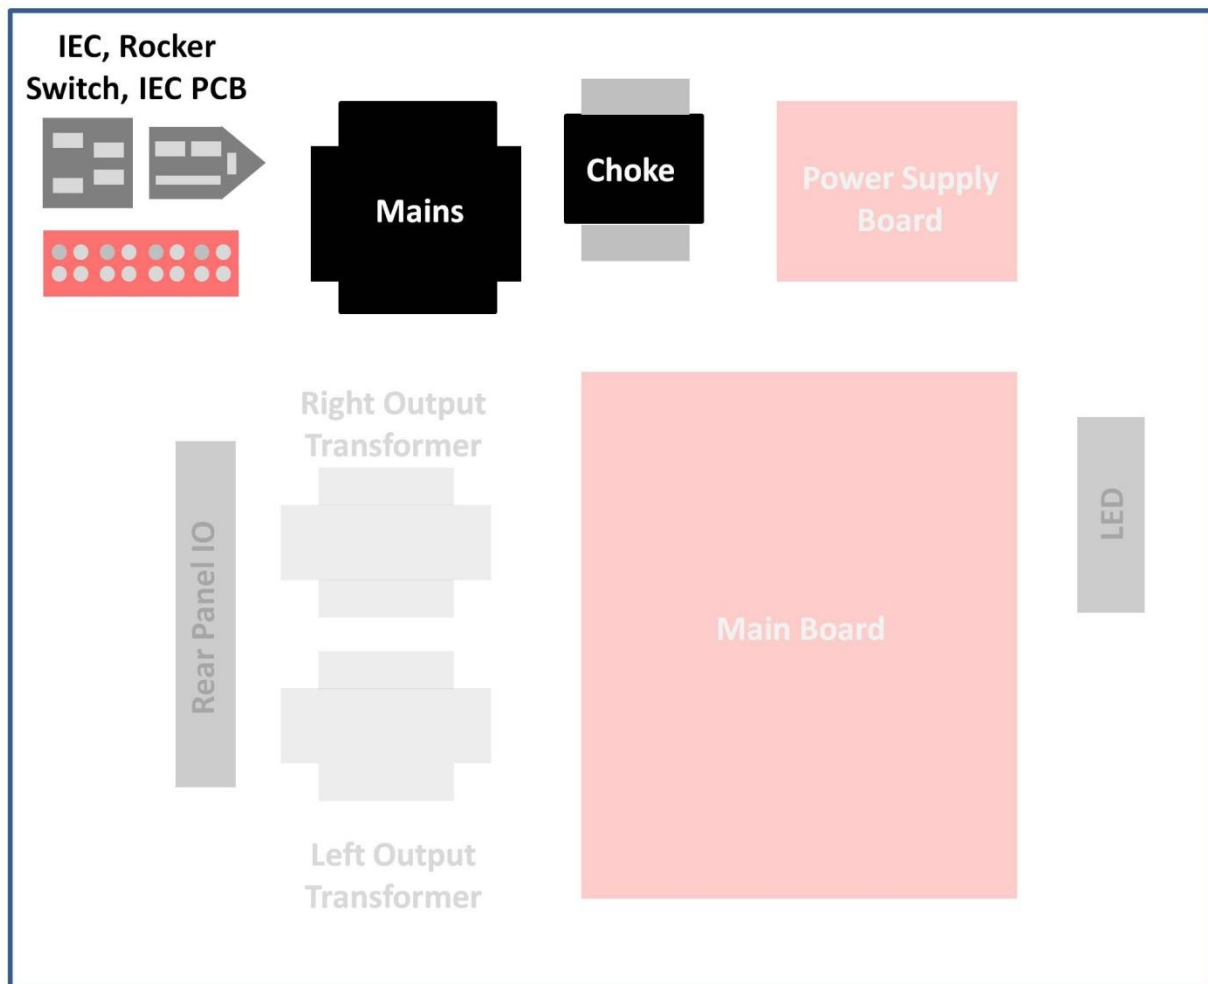 IEC, Rocker
Switch, IEC PCB
Mains
Choke
Power Supply
Board
Right Output
Transformer
Rear Panel IO
Main Board
LED
Left Output
Transformer